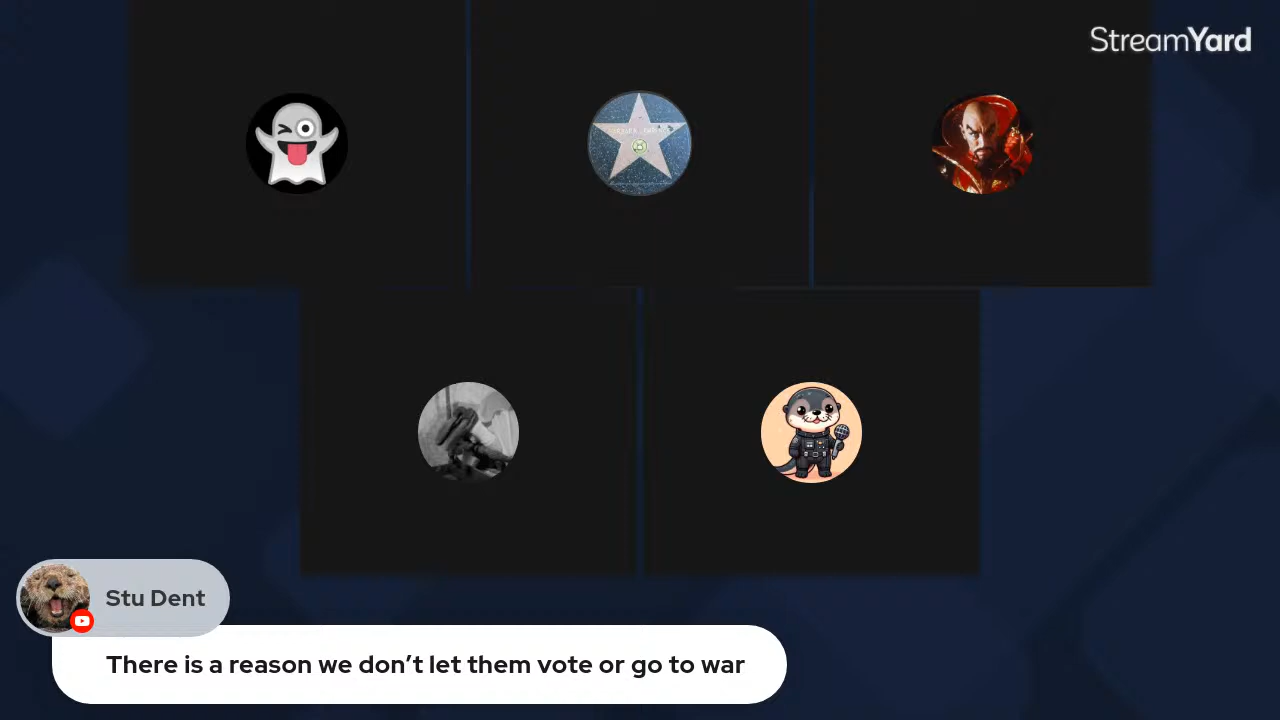 StreamYard
Stu Dent
There is a reason we don’t let them vote or go to war